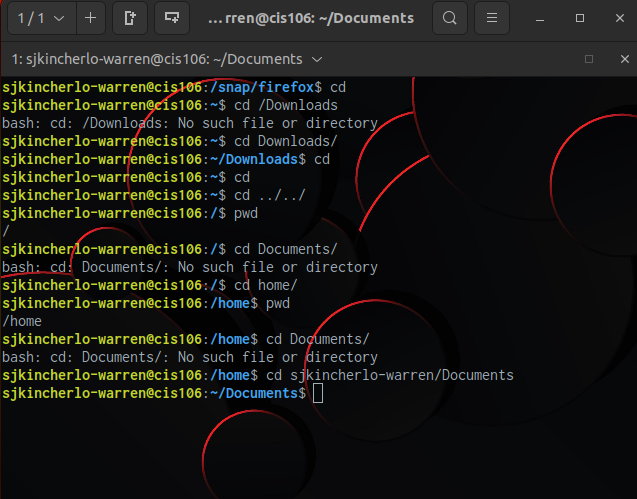 1 / 1
...rren@cis106: ~/Documents
1: sjkincherlo-warren@cis106: ~/Documents
sjkincherlo-warren@cis106:/snap/firefox$ cd
sjkincherlo-warren@cis106:~$ cd /Downloads
bash: cd: /Downloads: No such file or directory
sjkincherlo-warren@cis106:~$ cd Downloads/
sjkincherlo-warren@cis106:~/Downloads$ cd
sjkincherlo-warren@cis106:~$ cd
sjkincherlo-warren@cis106:~$ cd ../../
sjkincherlo-warren@cis106:/$ pwd
/
sjkincherlo-warren@cis106:/$ cd Documents/
bash: cd: Documents/: No such file or directory
sjkincherlo-warren@cis106:/$ cd home/
sjkincherlo-warren@cis106:/home$ pwd
/home
sjkincherlo-warren@cis106:/home$ cd Documents/
bash: cd: Documents/: No such file or directory
sjkincherlo-warren@cis106:/home$ cd sjkincherlo-warren/Documents
sjkincherlo-warren@cis106:~/Documents$